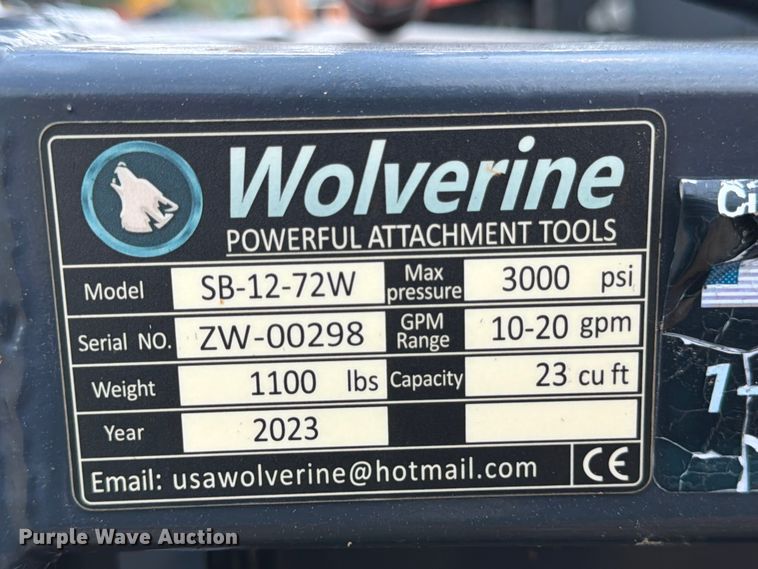 Wolverine
POWERFUL ATTACHMENT TOOLS
Model SB-12-72W Max pressure 3000 psi
Serial NO. ZW-00298 GPM Range 10-20 gpm
Weight 1100 lbs Capacity 23 cu ft
Year 2023
Email: usawolverine@hotmail.com CE
Purple Wave Auction